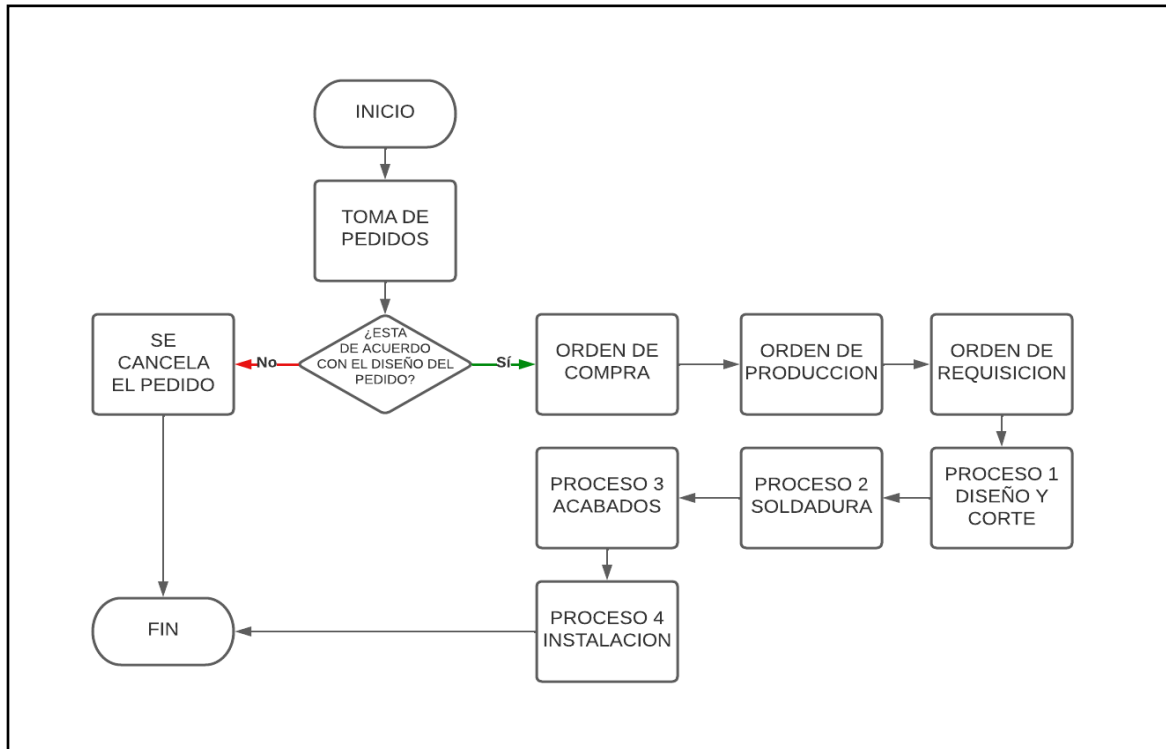 INICIO
TOMA DE
PEDIDOS
¿ESTA
DE ACUERDO
CON EL DISEÑO DEL
PEDIDO?
No
SE
CANCELA
EL PEDIDO
Sí
ORDEN DE
COMPRA
ORDEN DE
PRODUCCION
ORDEN DE
REQUISICION
PROCESO 1
DISEÑO Y
CORTE
PROCESO 2
SOLDADURA
PROCESO 3
ACABADOS
PROCESO 4
INSTALACION
FIN